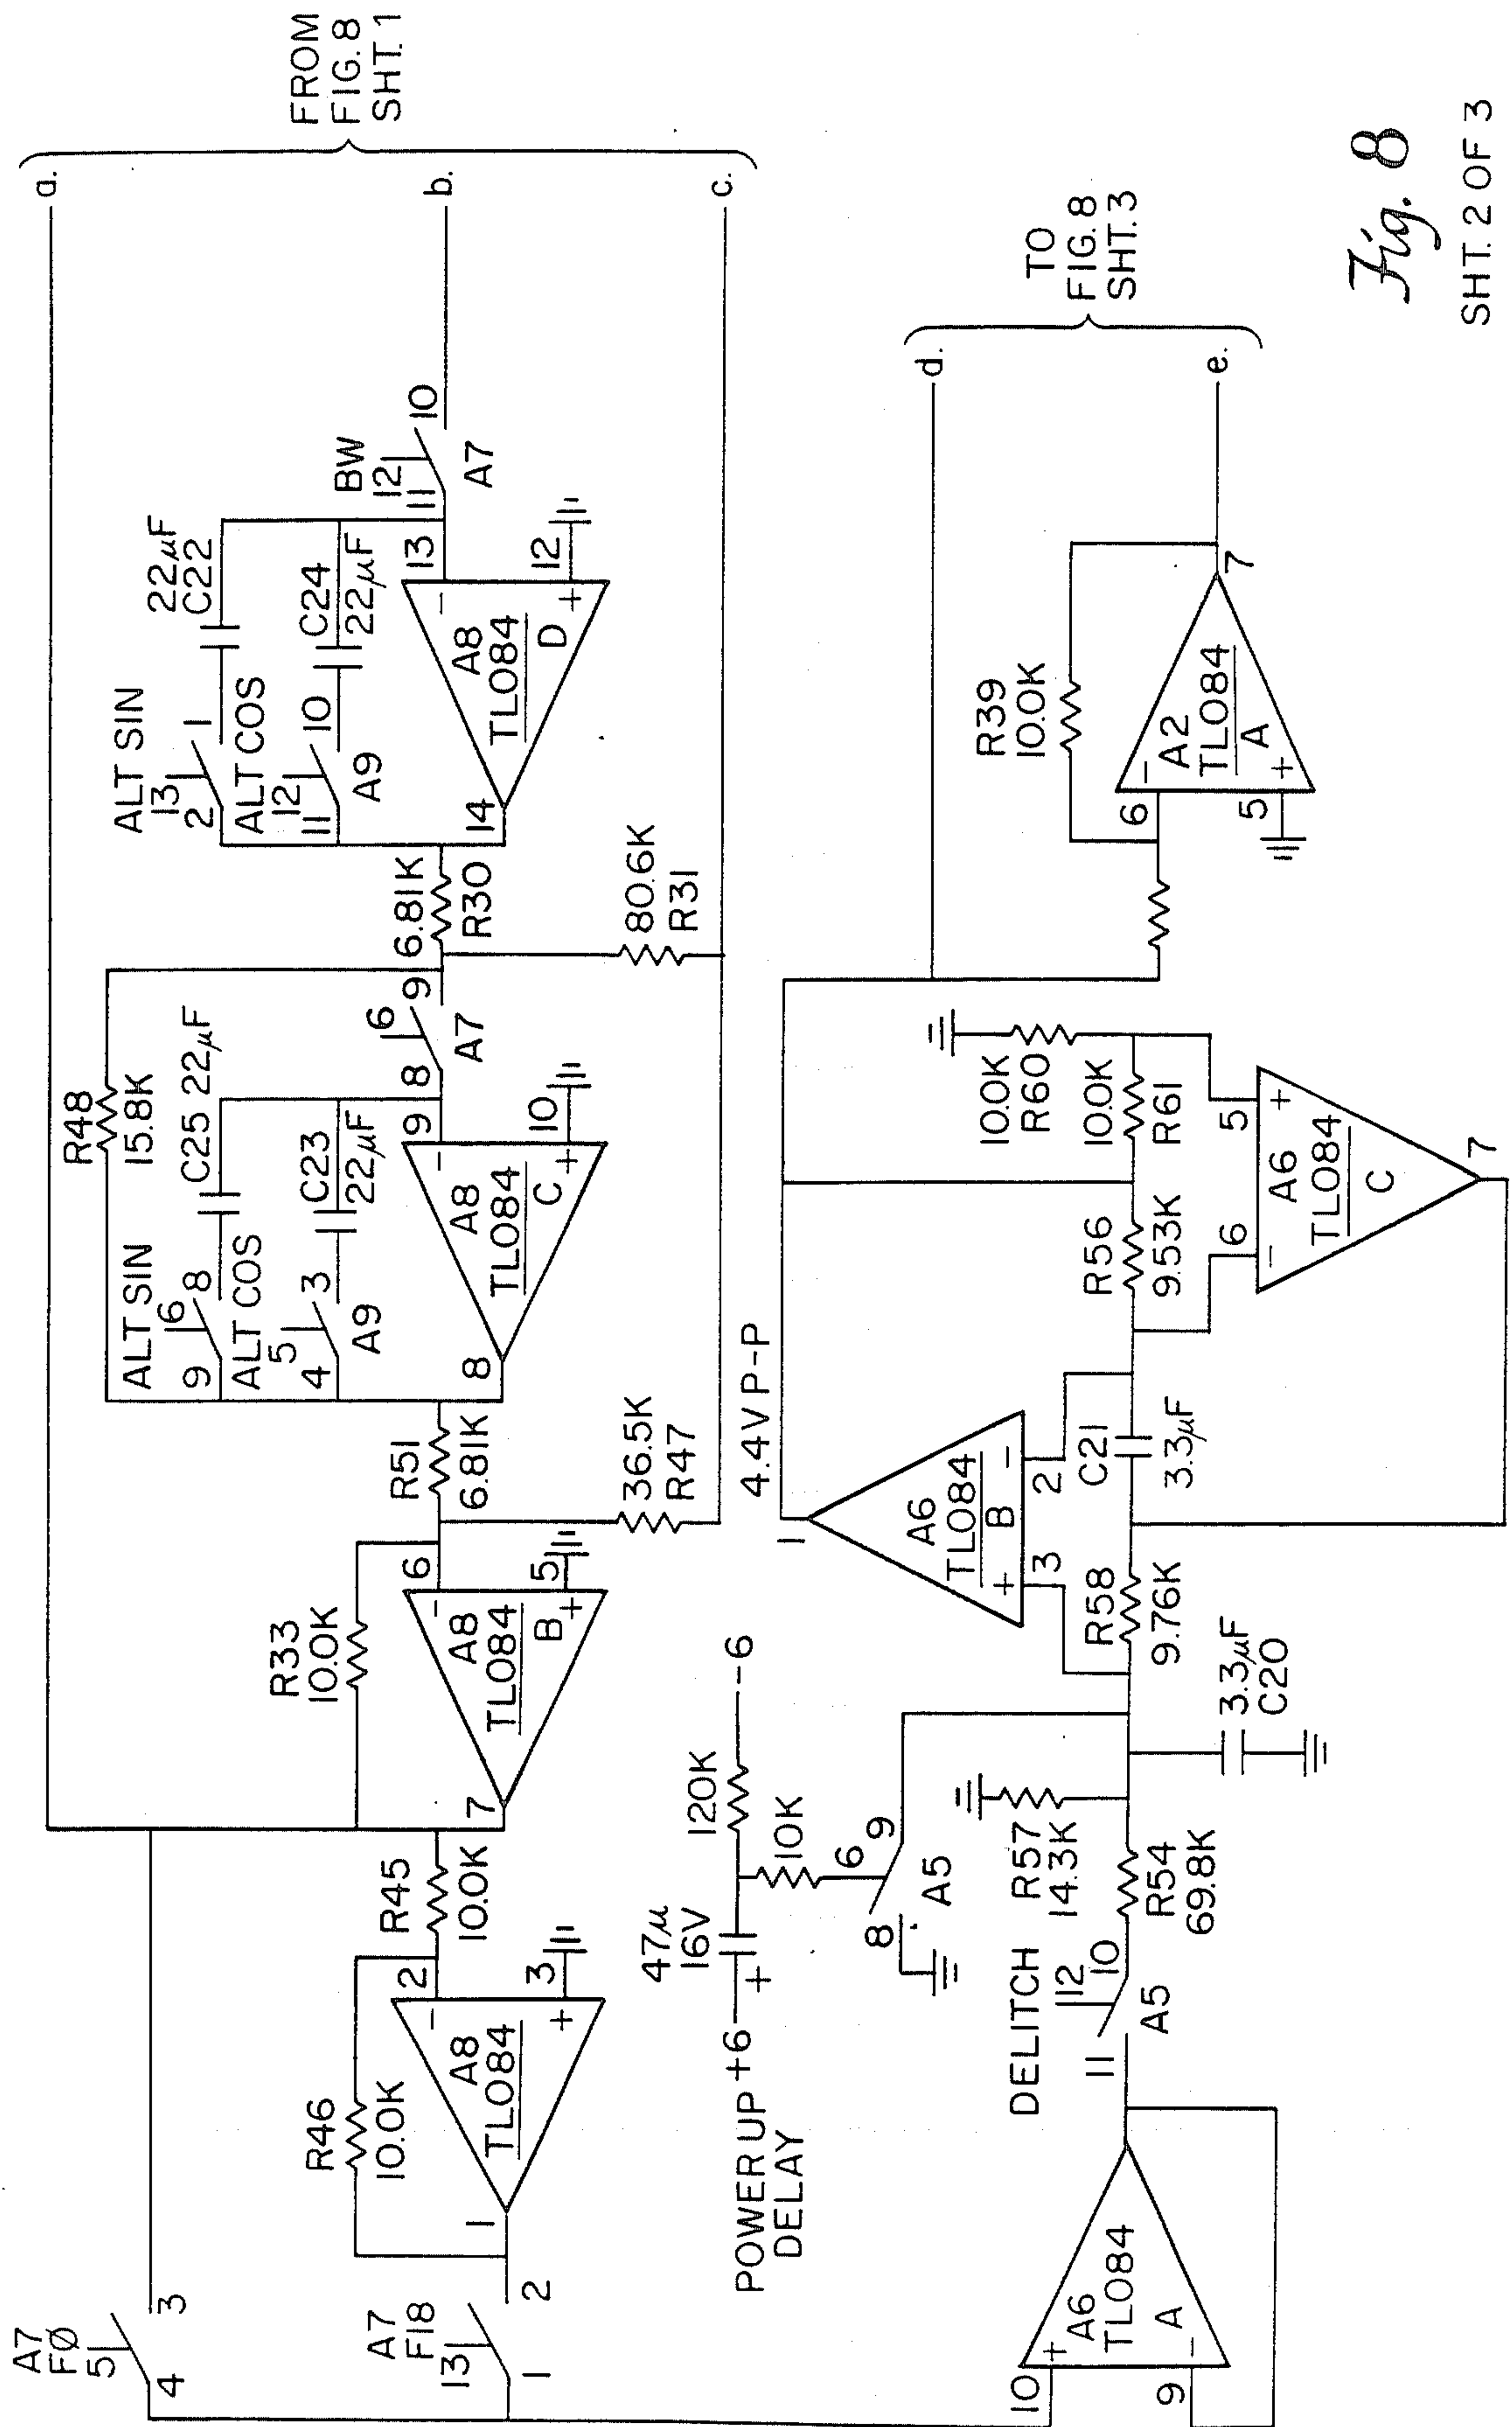 A7
FØ
5
4
3
a.
FROM
FIG. 8
SHT. 1
b.
c.
A7
F18
13
1
2
R46
10.0K
1
A8
TL084
2
-
3
+
R45
10.0K
R33
10.0K
7
A8
TL084
B
6
-
5
+
R51
6.81K
36.5K
R47
R48
15.8K
ALT SIN
6
9
8
C25 22µF
ALT COS
5
4
3
A9
C23
22µF
8
A8
TL084
C
9
-
10
+
6
8
9
A7
6.81K
R30
80.6K
R31
ALT SIN
13
2
1
22µF
C22
ALT COS
12
11
10
A9
C24
22µF
14
A8
TL084
D
13
-
12
+
BW
12
11
10
A7
POWER UP
DELAY
+6
47µ
16V
+
120K
-6
10K
6
8
9
A5
10
+
9
-
A6
TL084
A
DELITCH
12
11
10
A5
R54
69.8K
R57
14.3K
3.3µF
C20
R58
9.76K
1
4.4V P-P
A6
TL084
B
3
+
2
-
C21
3.3µF
R56
9.53K
10.0K
R61
10.0K
R60
6
-
5
+
A6
TL084
C
7
R39
10.0K
6
-
5
+
A2
TL084
A
7
d.
e.
TO
FIG. 8
SHT. 3
Fig. 8
SHT. 2 OF 3